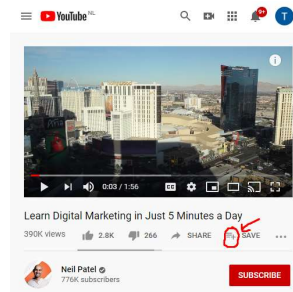 YouTube NL
9+
T
0:03 / 1:56
CC
Learn Digital Marketing in Just 5 Minutes a Day
390K views 2.8K 266 SHARE SAVE
Neil Patel
776K subscribers
SUBSCRIBE